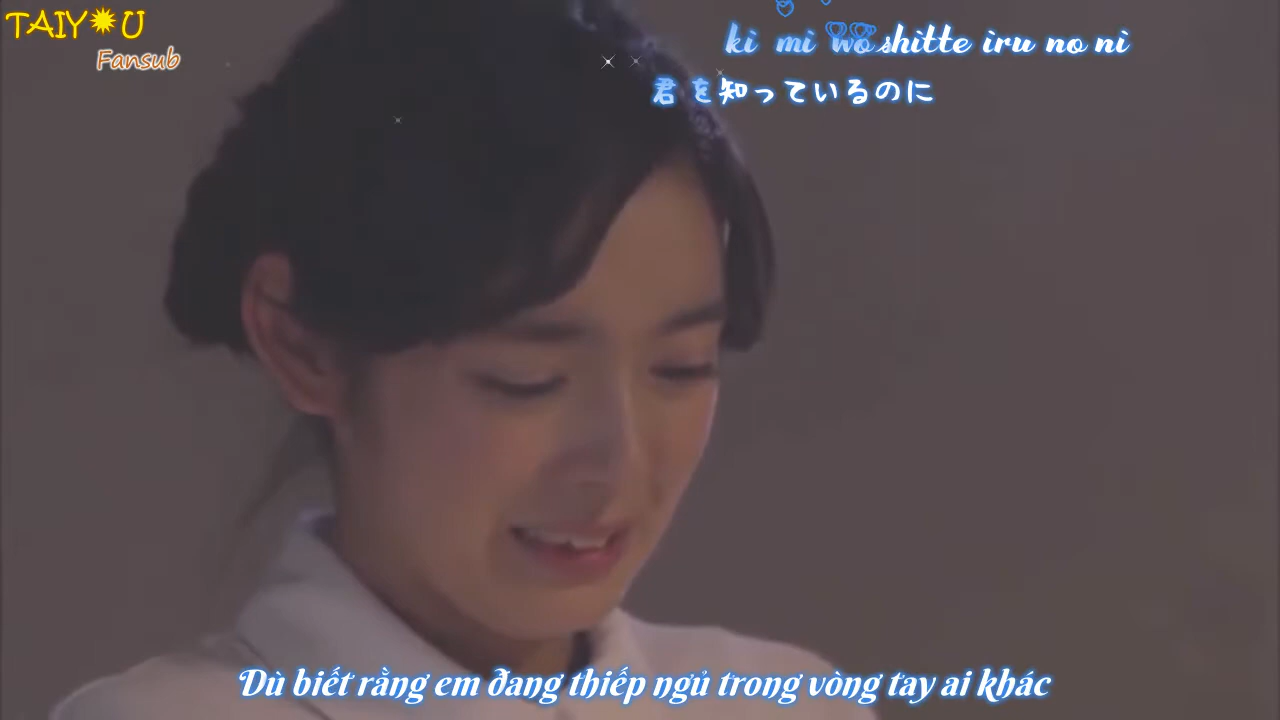 TAIYOU
Fansub
ki mi wo shitte iru no ni
君を知っているのに
Dù biết rằng em đang thiếp ngủ trong vòng tay ai khác